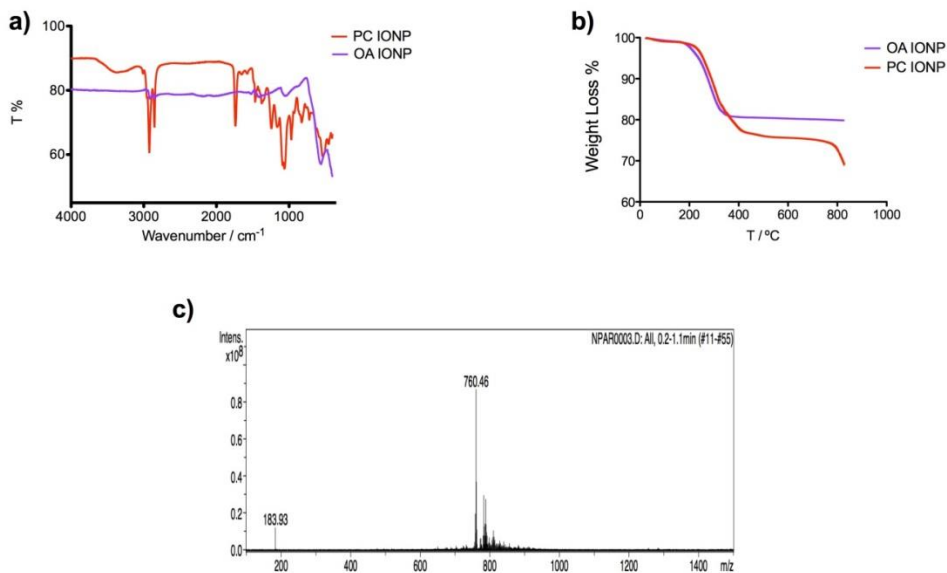 a)
100
80
60
T %
4000 3000 2000 1000
Wavenumber / cm-1
PC IONP
OA IONP
b)
100
90
80
70
60
Weight Loss %
0 200 400 600 800 1000
T / ºC
OA IONP
PC IONP
c)
Intens.
x10⁸
NPAR0003.D: All, 0.2-1.1min (#11-#55)
760.46
0.8
0.6
0.4
0.2
183.93
0.0
200 400 600 800 1000 1200 1400 m/z